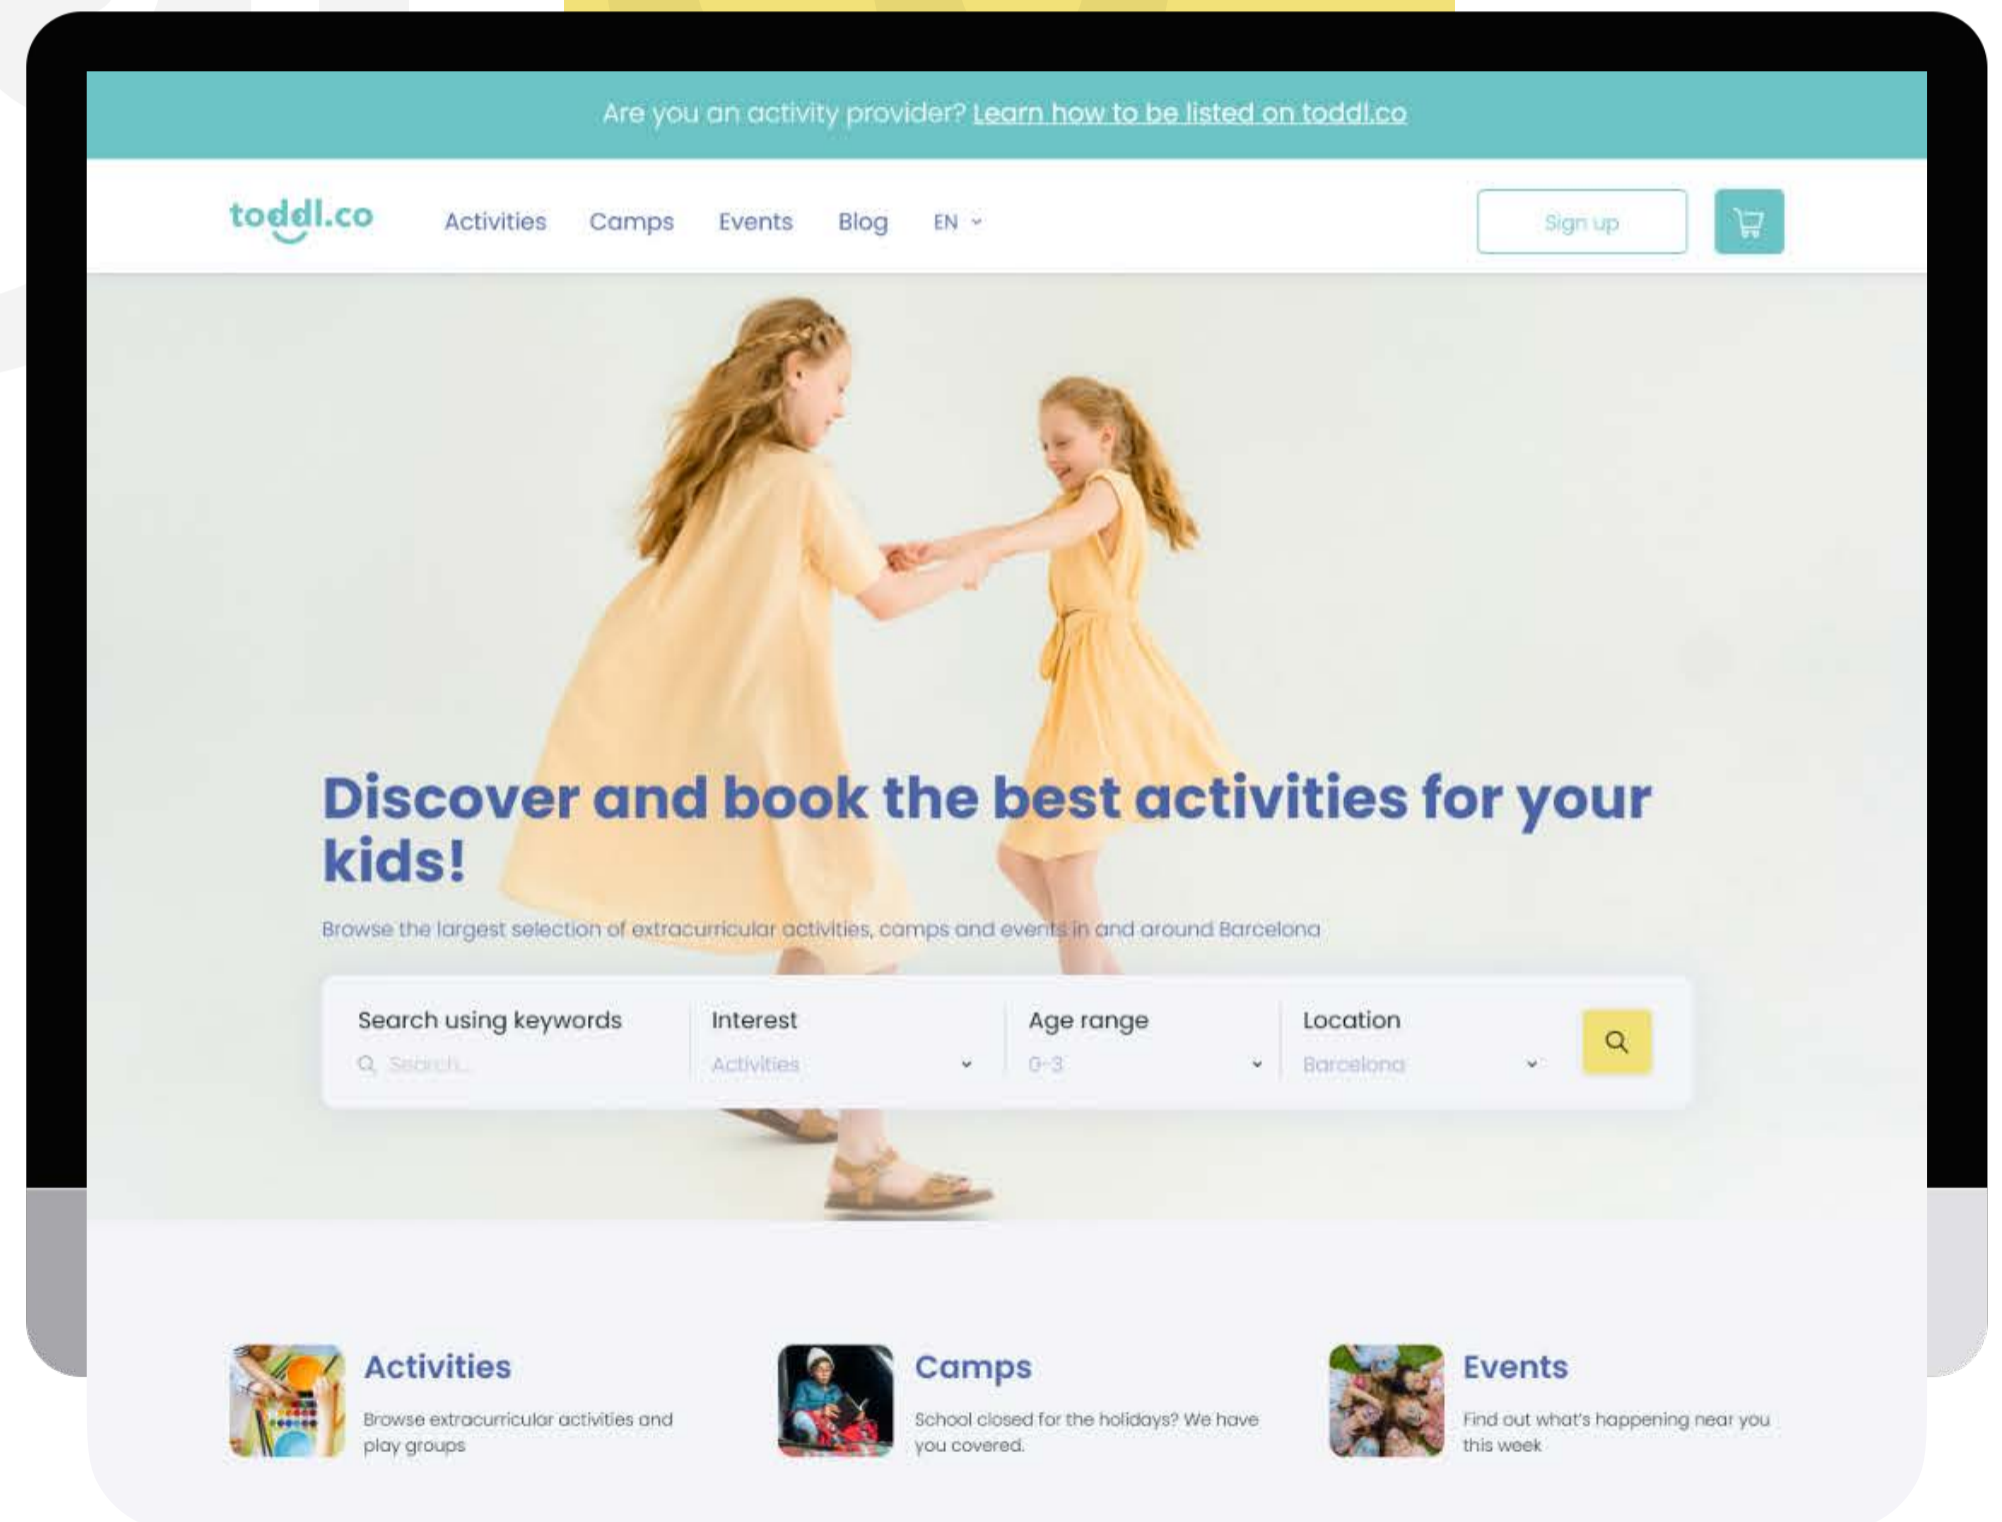 Are you an activity provider? Learn how to be listed on toddl.co
toddl.co Activities Camps Events Blog EN Sign up
Discover and book the best activities for your
kids!
Browse the largest selection of extracurricular activities, camps and events in and around Barcelona
Search using keywords Interest Age range Location
Search... Activities 0-3 Barcelona
Activities
Browse extracurricular activities and
play groups
Camps
School closed for the holidays? We have
you covered.
Events
Find out what's happening near you
this week